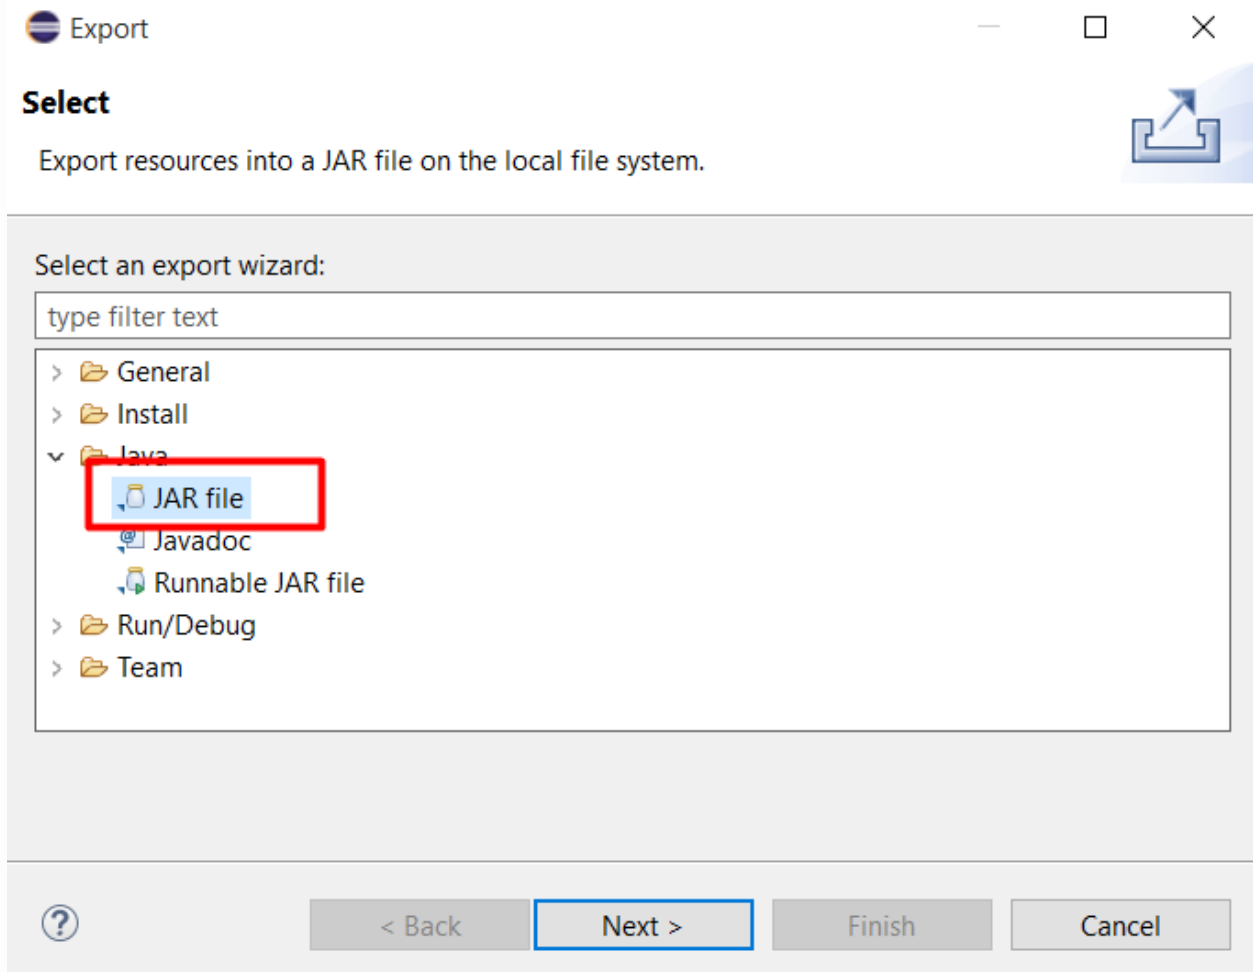 Export
Select
Export resources into a JAR file on the local file system.
Select an export wizard:
type filter text
General
Install
Java
JAR file
Javadoc
Runnable JAR file
Run/Debug
Team
< Back Next > Finish Cancel